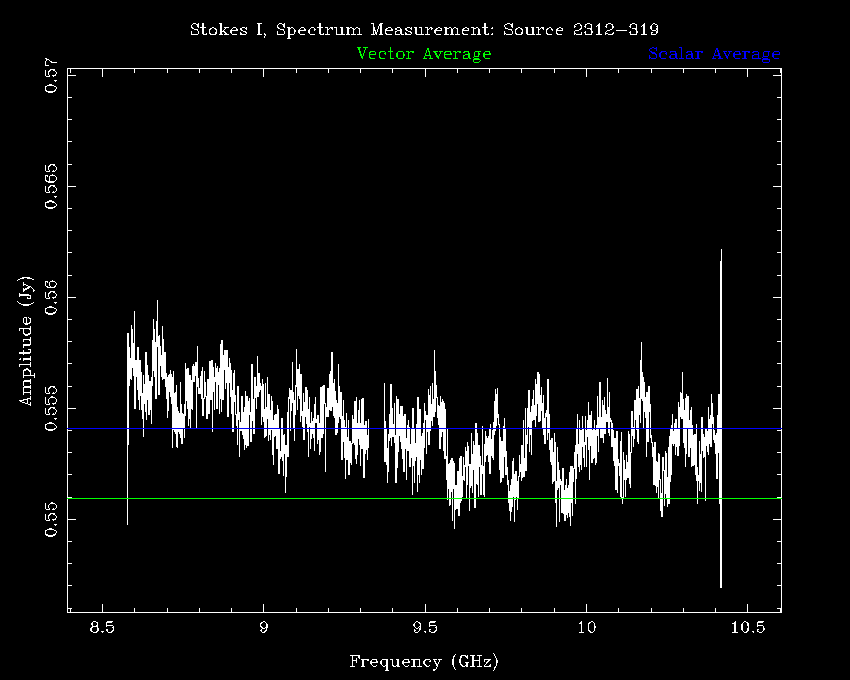 Stokes I, Spectrum Measurement: Source 2312−319
Vector Average Scalar Average
0.57
0.565
0.56
0.555
0.55
Amplitude (Jy)
8.5 9 9.5 10 10.5
Frequency (GHz)